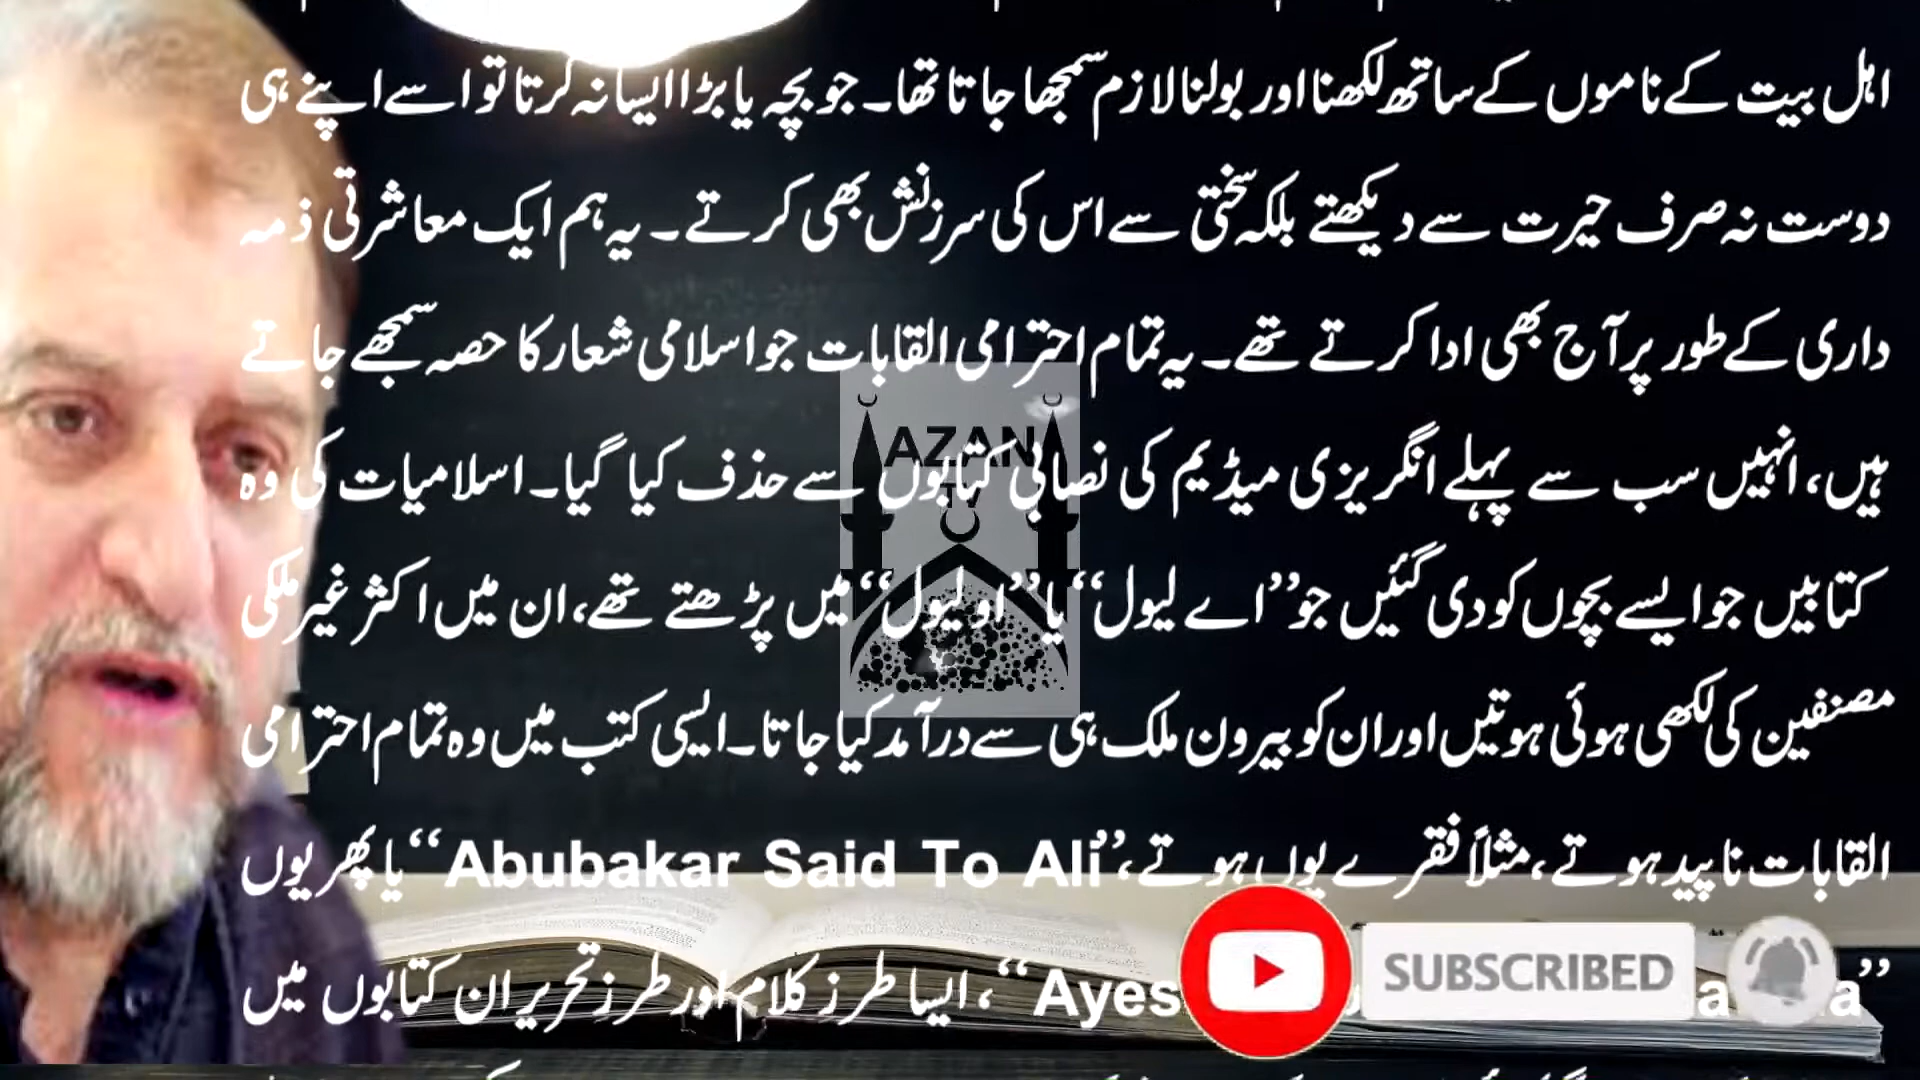 اہل بیت کے ناموں کے ساتھ لکھنا اور بولنا لازم سمجھا جاتا تھا۔ جو بچہ یا بڑا ایسا نہ کرتا تو اسے اپنے ہی
دوست نہ صرف حیرت سے دیکھتے بلکہ سختی سے اس کی سرزنش بھی کرتے۔ یہ ہم ایک معاشرتی ذمہ
داری کے طور پر آج بھی ادا کرتے تھے۔ یہ تمام احترامی القابات جو اسلامی شعار کا حصہ سمجھے جاتے
ہیں، انہیں سب سے پہلے انگریزی میڈیم کی نصابی کتابوں سے حذف کیا گیا۔ اسلامیات کی وہ
کتابیں جو ایسے بچوں کو دی گئیں جو ”اے لیول“ یا ”او لیول“ میں پڑھتے تھے، ان میں اکثر غیر ملکی
مصنفین کی لکھی ہوئی ہوتیں اور ان کو بیرون ملک ہی سے درآمد کیا جاتا۔ ایسی کتب میں وہ تمام احترامی
القابات ناپید ہوتے، مثلاً فقرے یوں ہوتے، ”Abubakar Said To Ali“ یا پھر یوں
“، ایسا طرز کلام اور طرز تحریر ان کتابوں میں
AZAN
TV
SUBSCRIBED